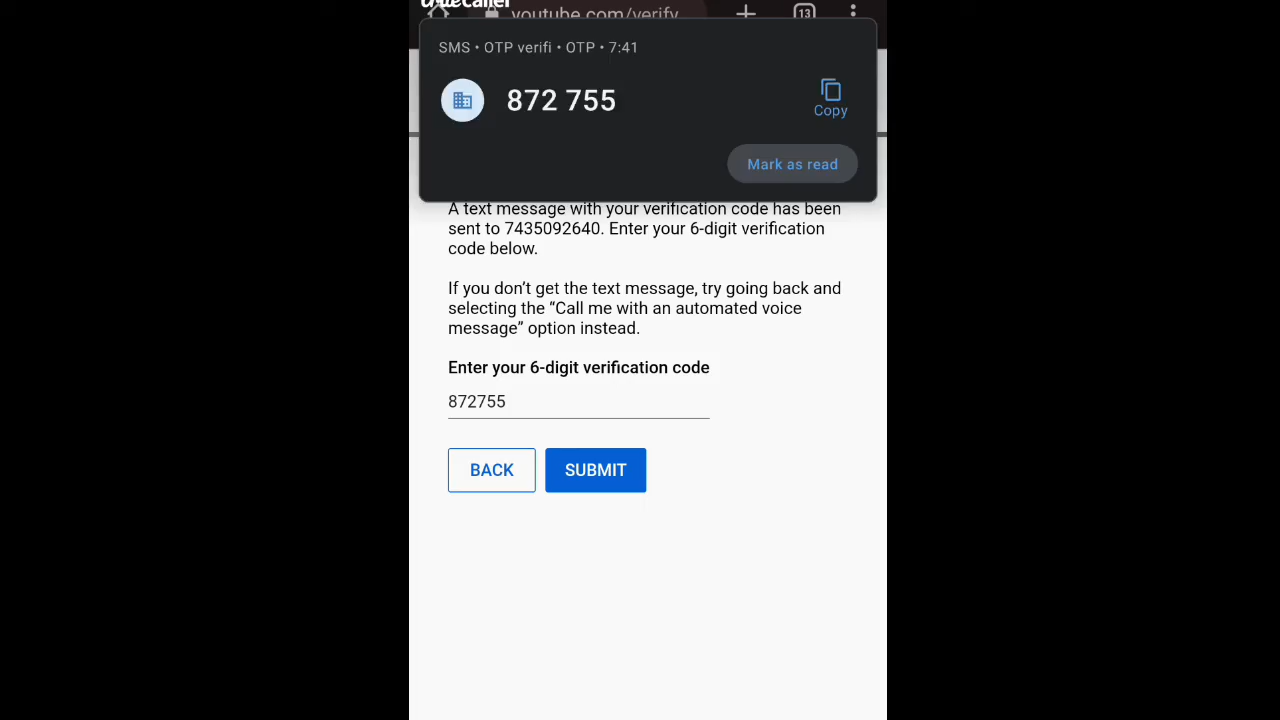 truecaller
youtube.com/verify
13
SMS • OTP verifi • OTP • 7:41
872 755
Copy
Mark as read
A text message with your verification code has been
sent to 7435092640. Enter your 6-digit verification
code below.
If you don’t get the text message, try going back and
selecting the “Call me with an automated voice
message” option instead.
Enter your 6-digit verification code
872755
BACK
SUBMIT